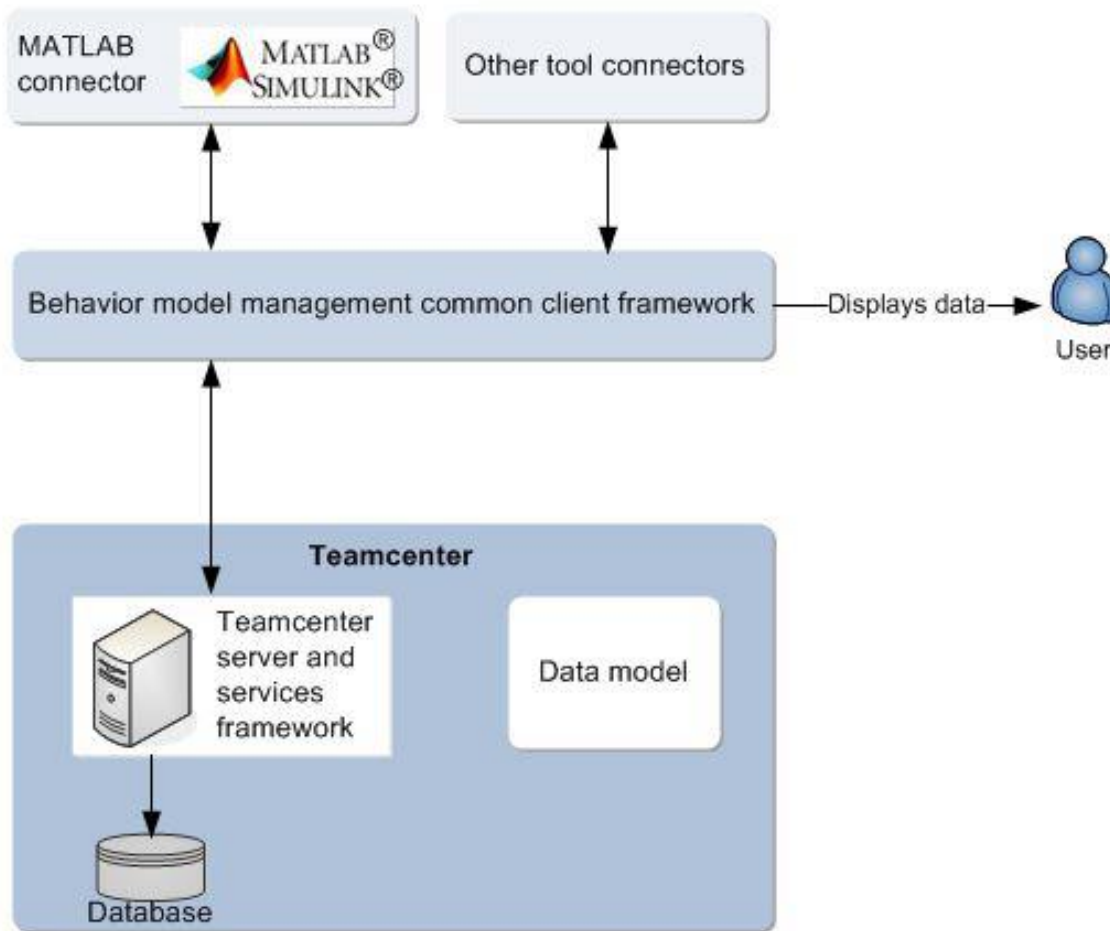 MATLAB
connector
MATLAB®
SIMULINK®
Other tool connectors
Behavior model management common client framework
Displays data
User
Teamcenter
Teamcenter
server and
services
framework
Data model
Database